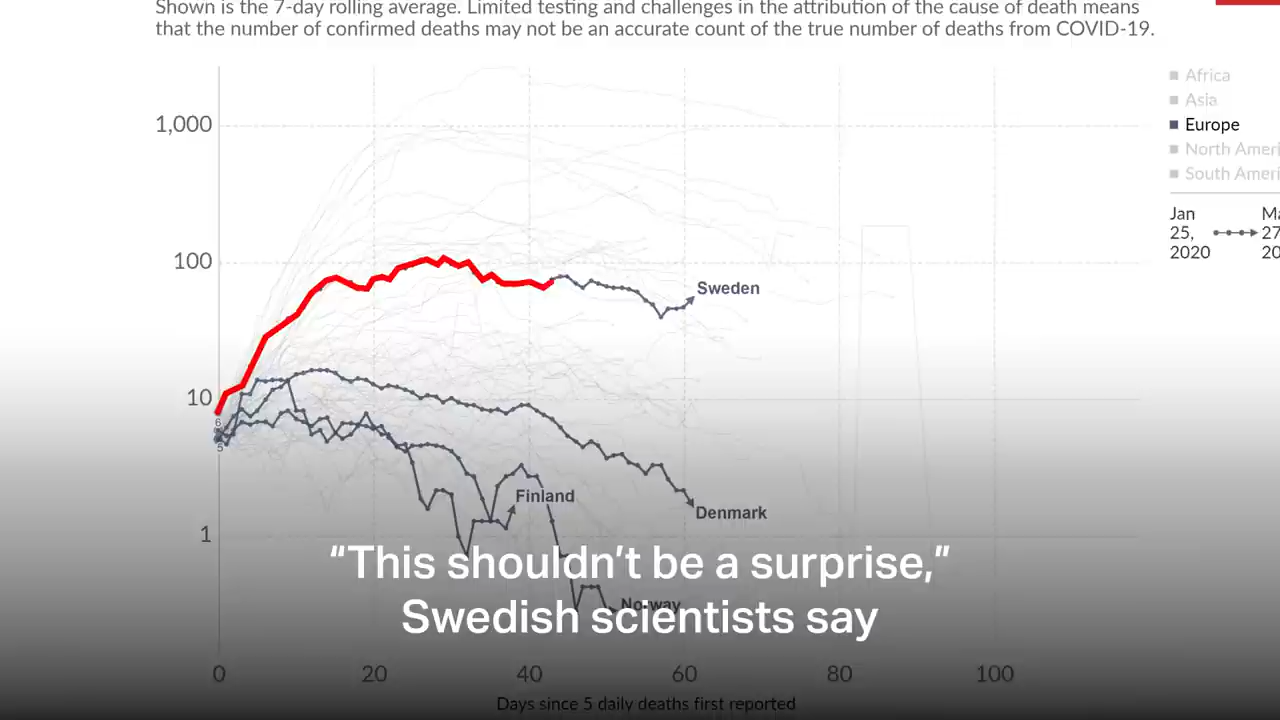 Shown is the 7-day rolling average. Limited testing and challenges in the attribution of the cause of death means
that the number of confirmed deaths may not be an accurate count of the true number of deaths from COVID-19.
Africa
Asia
Europe
North Ameri
South Ameri
Jan
25,
2020
Ma
27
20
1,000
100
10
1
6
5
Sweden
Finland
Denmark
Norway
“This shouldn’t be a surprise,”
Swedish scientists say
0 20 40 60 80 100
Days since 5 daily deaths first reported